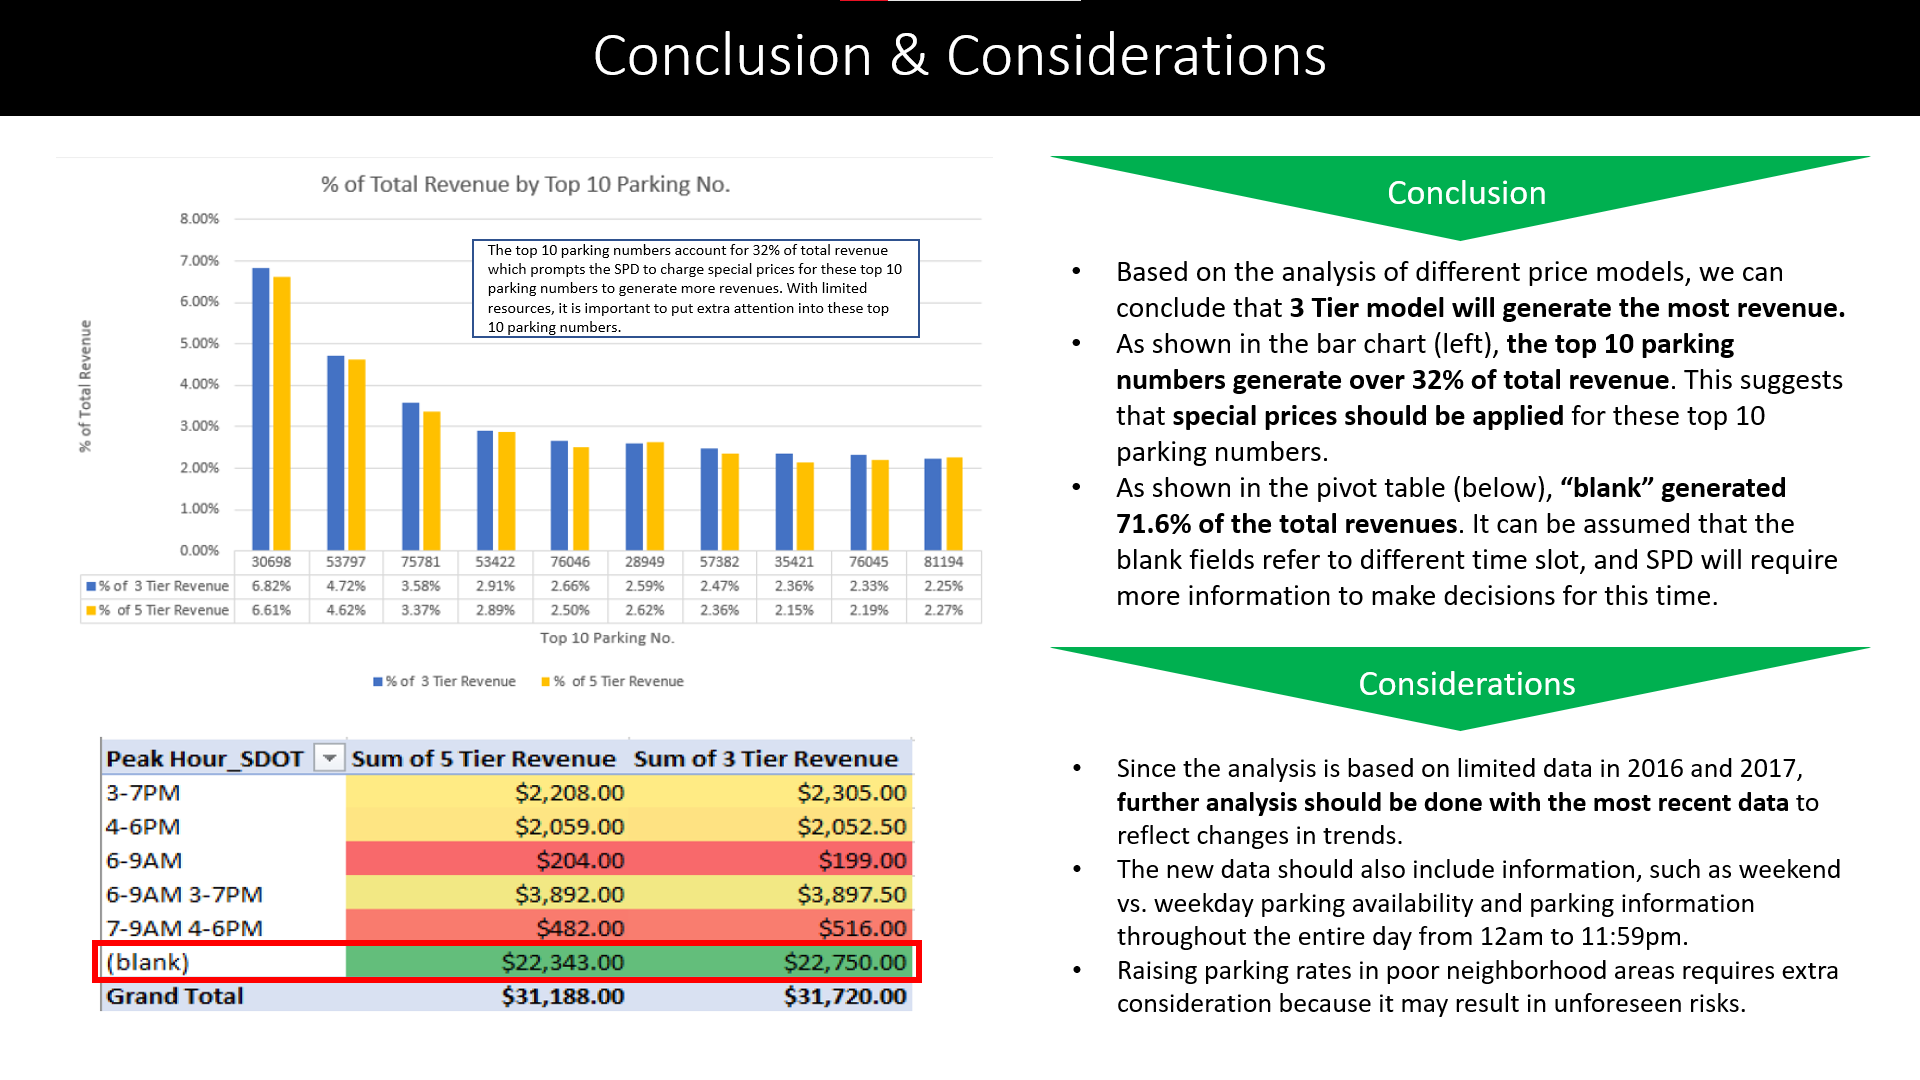 Conclusion & Considerations
% of Total Revenue by Top 10 Parking No.
8.00%
7.00%
6.00%
5.00%
4.00%
3.00%
2.00%
1.00%
0.00%
% of Total Revenue
The top 10 parking numbers account for 32% of total revenue
which prompts the SPD to charge special prices for these top 10
parking numbers to generate more revenues. With limited
resources, it is important to put extra attention into these top
10 parking numbers.
30698 53797 75781 53422 76046 28949 57382 35421 76045 81194
% of 3 Tier Revenue 6.82% 4.72% 3.58% 2.91% 2.66% 2.59% 2.47% 2.36% 2.33% 2.25%
% of 5 Tier Revenue 6.61% 4.62% 3.37% 2.89% 2.50% 2.62% 2.36% 2.15% 2.19% 2.27%
Top 10 Parking No.
% of 3 Tier Revenue % of 5 Tier Revenue
Peak Hour_SDOT Sum of 5 Tier Revenue Sum of 3 Tier Revenue
3-7PM $2,208.00 $2,305.00
4-6PM $2,059.00 $2,052.50
6-9AM $204.00 $199.00
6-9AM 3-7PM $3,892.00 $3,897.50
7-9AM 4-6PM $482.00 $516.00
(blank) $22,343.00 $22,750.00
Grand Total $31,188.00 $31,720.00
Conclusion
• Based on the analysis of different price models, we can
conclude that 3 Tier model will generate the most revenue.
• As shown in the bar chart (left), the top 10 parking
numbers generate over 32% of total revenue. This suggests
that special prices should be applied for these top 10
parking numbers.
• As shown in the pivot table (below), “blank” generated
71.6% of the total revenues. It can be assumed that the
blank fields refer to different time slot, and SPD will require
more information to make decisions for this time.
Considerations
• Since the analysis is based on limited data in 2016 and 2017,
further analysis should be done with the most recent data to
reflect changes in trends.
• The new data should also include information, such as weekend
vs. weekday parking availability and parking information
throughout the entire day from 12am to 11:59pm.
• Raising parking rates in poor neighborhood areas requires extra
consideration because it may result in unforeseen risks.